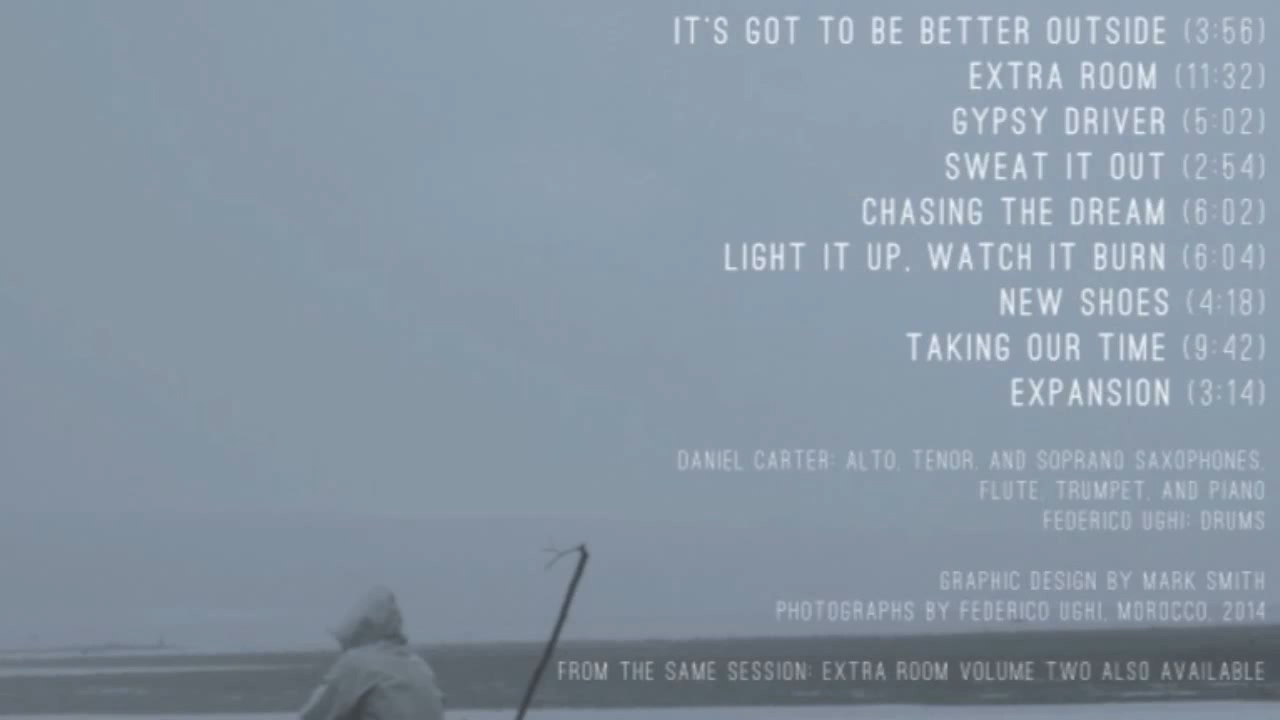 IT'S GOT TO BE BETTER OUTSIDE (3:56)
EXTRA ROOM (11:32)
GYPSY DRIVER (5:02)
SWEAT IT OUT (2:54)
CHASING THE DREAM (6:02)
LIGHT IT UP, WATCH IT BURN (6:04)
NEW SHOES (4:18)
TAKING OUR TIME (9:42)
EXPANSION (3:14)
DANIEL CARTER: ALTO, TENOR, AND SOPRANO SAXOPHONES,
FLUTE, TRUMPET, AND PIANO
FEDERICO UGHI: DRUMS
GRAPHIC DESIGN BY MARK SMITH
PHOTOGRAPHS BY FEDERICO UGHI, MOROCCO, 2014
FROM THE SAME SESSION: EXTRA ROOM VOLUME TWO ALSO AVAILABLE